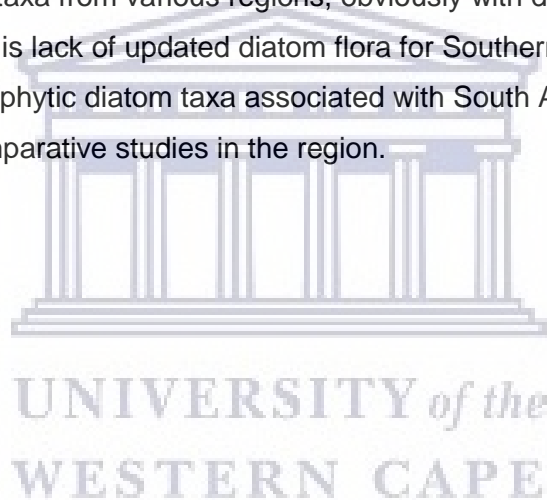 taxa from various regions, obviously with d
is lack of updated diatom flora for Southern
phytic diatom taxa associated with South A
nparative studies in the region.
UNIVERSITY of the
WESTERN CAPE